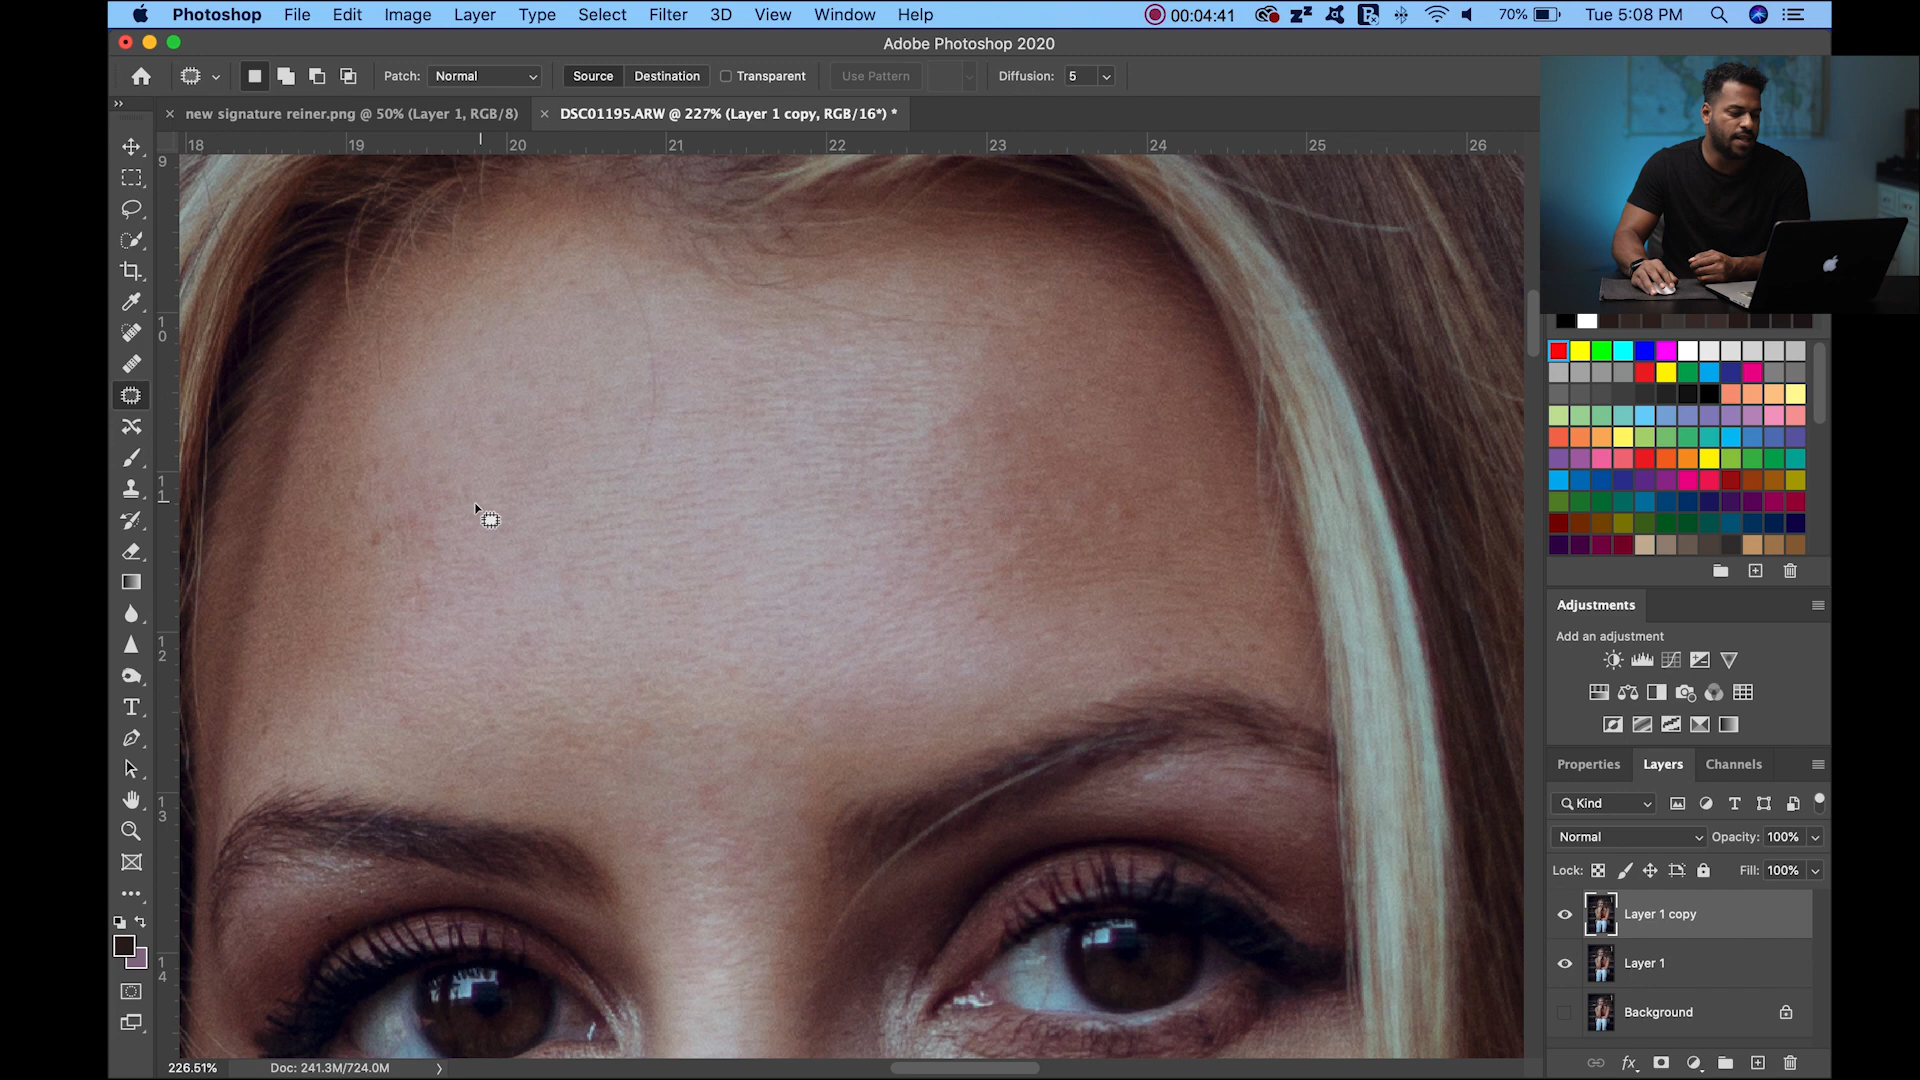 Photoshop File Edit Image Layer Type Select Filter 3D View Window Help 00:04:41 70% Tue 5:08 PM
Adobe Photoshop 2020
Patch: Normal Source Destination Transparent Use Pattern Diffusion: 5
new signature reiner.png @ 50% (Layer 1, RGB/8) DSC01195.ARW @ 227% (Layer 1 copy, RGB/16*) *
18 19 20 21 22 23 24 25 26
9
10
11
12
13
14
Adjustments
Add an adjustment
Properties Layers Channels
Kind
Normal Opacity: 100%
Lock: Fill: 100%
Layer 1 copy
Layer 1
Background
226.51% Doc: 241.3M/724.0M
fx